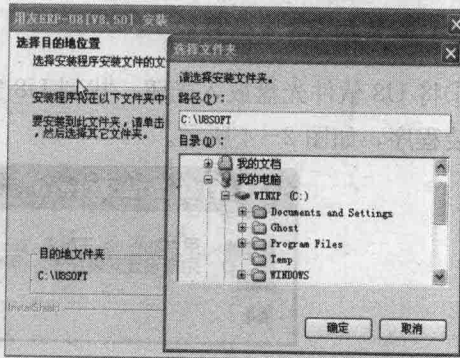 用友ERP-U8[V8.50] 安装
选择目的地位置
选择安装程序安装文件的文
安装程序将在以下文件夹中
要安装到此文件夹，请单击
，然后选择其它文件夹。
目的地文件夹
C:\U8SOFT
InstallShield
选择文件夹
请选择安装文件夹。
路径(P):
C:\U8SOFT
目录(D):
我的文档
我的电脑
WINXP (C:)
Documents and Settings
Ghost
Program Files
Temp
WINDOWS
确定
取消